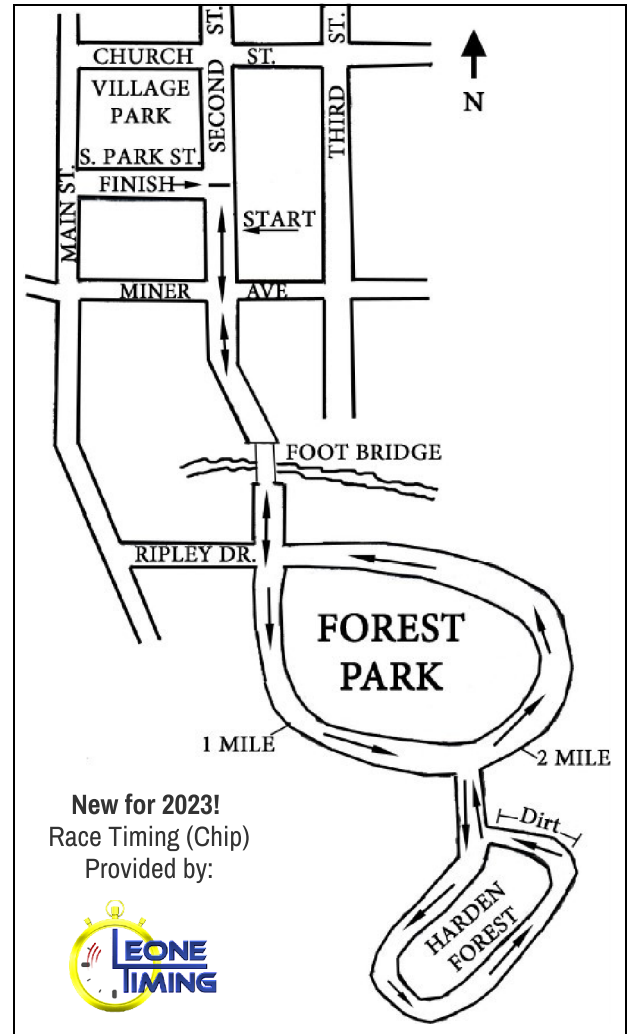 ST.
ST.
CHURCH ST.
N
VILLAGE
PARK
SECOND
THIRD
S. PARK ST.
MAIN ST.
FINISH
START
MINER AVE
FOOT BRIDGE
RIPLEY DR.
FOREST
PARK
1 MILE
2 MILE
Dirt
HARDEN
FOREST
New for 2023!
Race Timing (Chip)
Provided by:
LEONE
TIMING